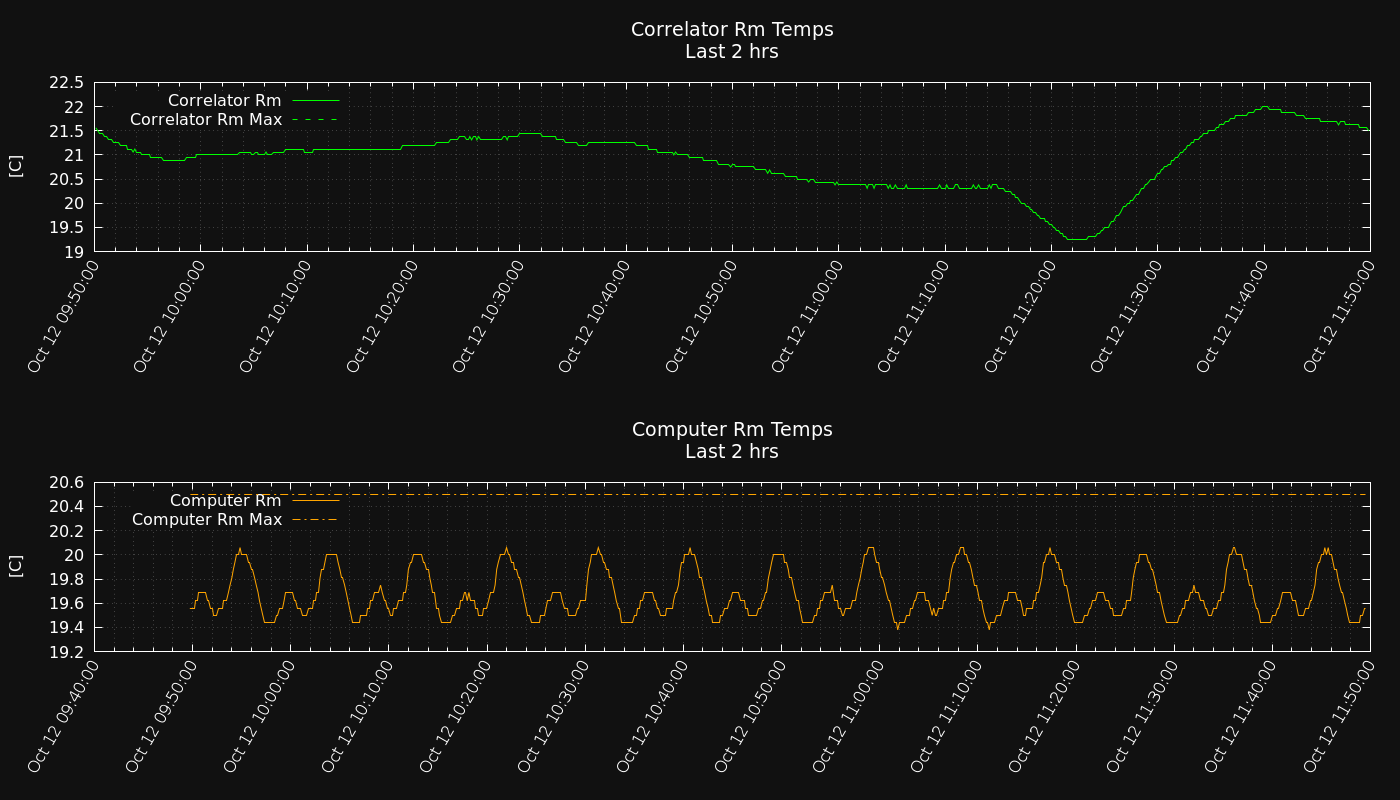 Correlator Rm Temps
Last 2 hrs
22.5
22
21.5
21
20.5
20
19.5
19
[C]
Correlator Rm
Correlator Rm Max
Oct 12 09:50:00
Oct 12 10:00:00
Oct 12 10:10:00
Oct 12 10:20:00
Oct 12 10:30:00
Oct 12 10:40:00
Oct 12 10:50:00
Oct 12 11:00:00
Oct 12 11:10:00
Oct 12 11:20:00
Oct 12 11:30:00
Oct 12 11:40:00
Oct 12 11:50:00
Computer Rm Temps
Last 2 hrs
20.6
20.4
20.2
20
19.8
19.6
19.4
19.2
[C]
Computer Rm
Computer Rm Max
Oct 12 09:40:00
Oct 12 09:50:00
Oct 12 10:00:00
Oct 12 10:10:00
Oct 12 10:20:00
Oct 12 10:30:00
Oct 12 10:40:00
Oct 12 10:50:00
Oct 12 11:00:00
Oct 12 11:10:00
Oct 12 11:20:00
Oct 12 11:30:00
Oct 12 11:40:00
Oct 12 11:50:00